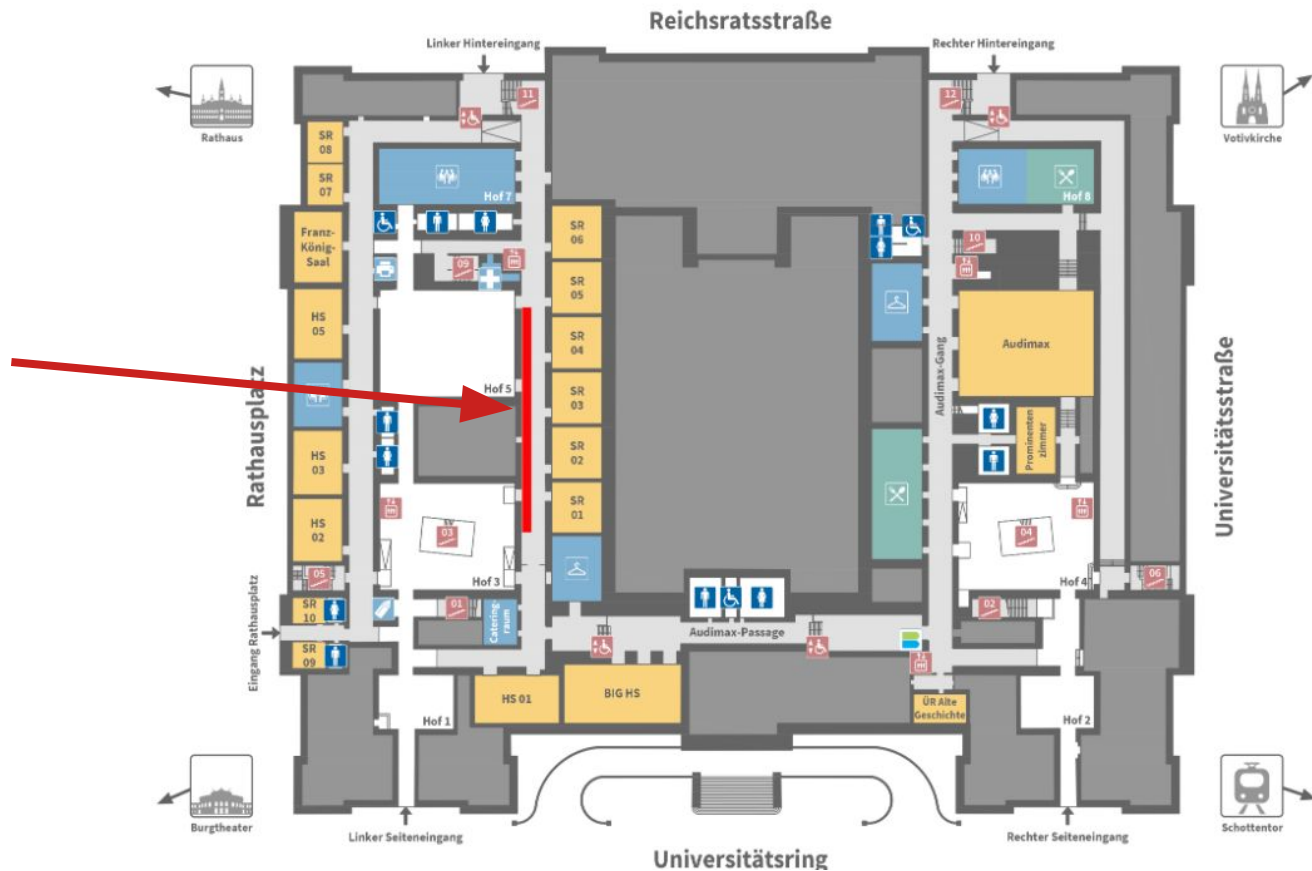 Reichsratsstraße
Linker Hintereingang
Rechter Hintereingang
Rathaus
Votivkirche
11
12
SR
08
SR
07
Hof 7
Hof 8
Franz-
König-
Saal
SR
06
10
09
HS
05
SR
05
SR
04
Audimax
Audimax-Gang
Hof 5
Rathausplatz
Universitätsstraße
SR
03
Prominenten
zimmer
HS
03
SR
02
SR
01
HS
02
03
04
Hof 3
Hof 4
05
06
SR
10
01
02
Catering-
raum
Audimax-Passage
Eingang Rathausplatz
SR
09
HS 01
BIG HS
ÜR Alte
Geschichte
Hof 1
Hof 2
Burgtheater
Schottentor
Linker Seiteneingang
Rechter Seiteneingang
Universitätsring